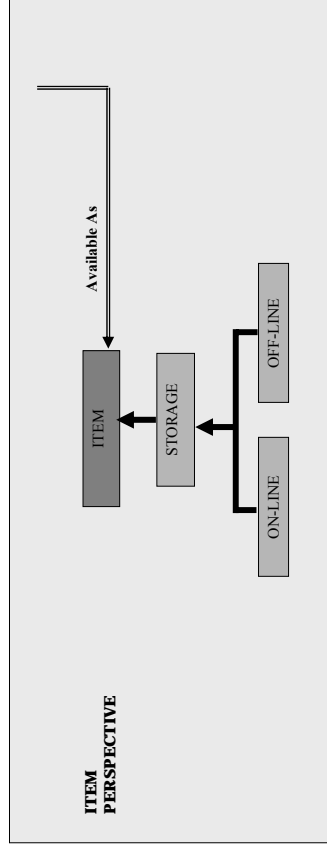 ITEM
PERSPECTIVE
Available As
ITEM
STORAGE
ON-LINE
OFF-LINE